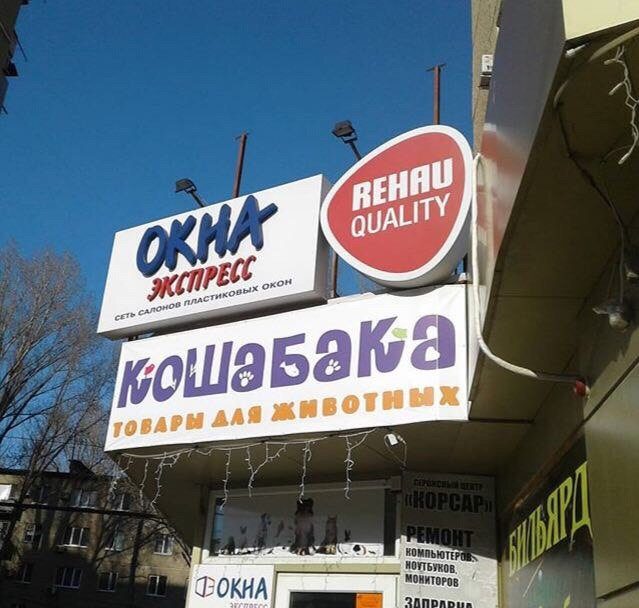 ОКНА
ЭКСПРЕСС
СЕТЬ САЛОНОВ ПЛАСТИКОВЫХ ОКОН
REHAU
QUALITY
КОШаБаКа
ТОВАРЫ ДЛЯ ЖИВОТНЫХ
СЕРВИСНЫЙ ЦЕНТР
"КОРСАР"
РЕМОНТ
КОМПЬЮТЕРОВ,
НОУТБУКОВ,
МОНИТОРОВ
ЗАПРАВКА
БИЛЬЯРД
ОКНА
ЭКСПРЕСС